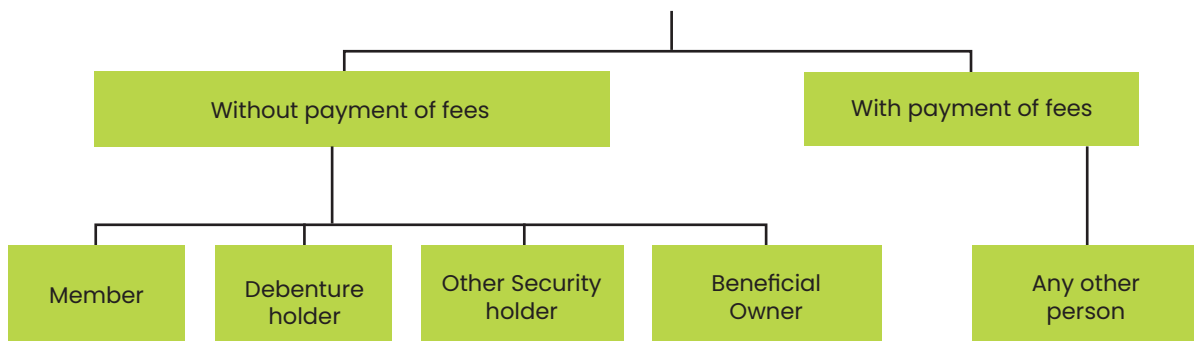 Without payment of fees
With payment of fees
Member
Debenture
holder
Other Security
holder
Beneficial
Owner
Any other
person